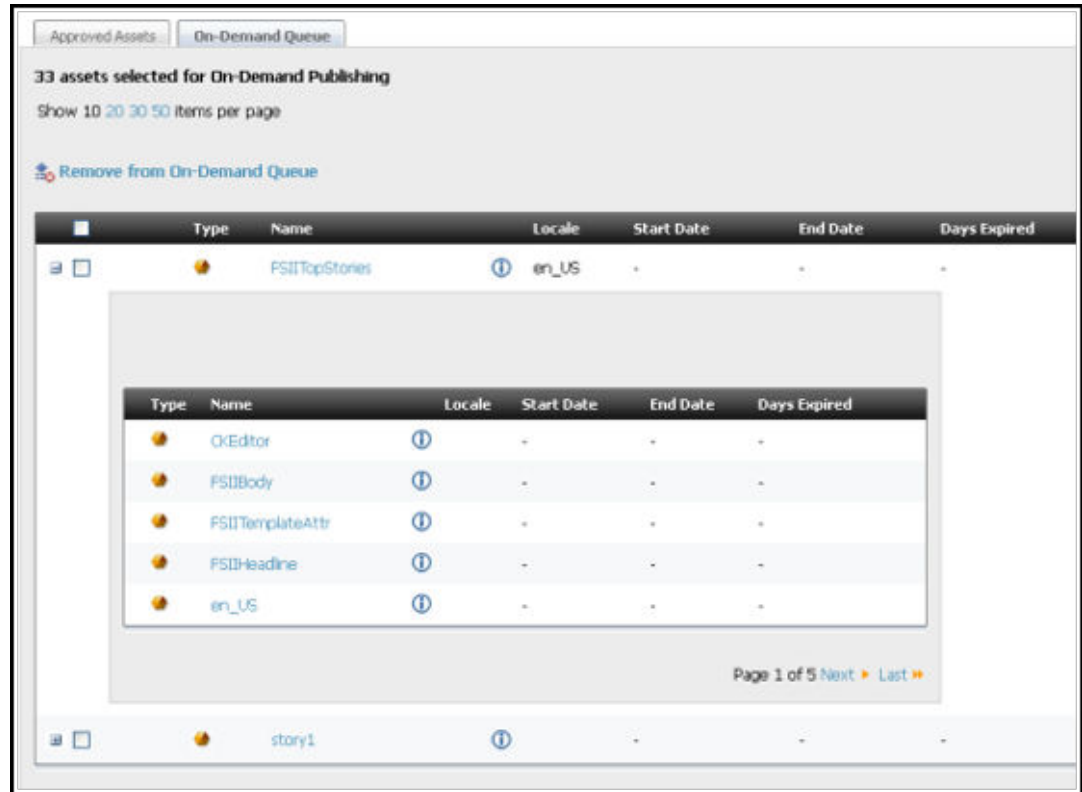 Approved Assets On-Demand Queue
33 assets selected for On-Demand Publishing
Show 10 20 30 50 items per page
Remove from On-Demand Queue
Type Name Locale Start Date End Date Days Expired
FSIITopStories en_US - - -
Type Name Locale Start Date End Date Days Expired
CKEditor - - -
FSIIBody - - -
FSIITemplateAttr - - -
FSIIHeadline - - -
en_US - - -
Page 1 of 5 Next Last
story1 - - -